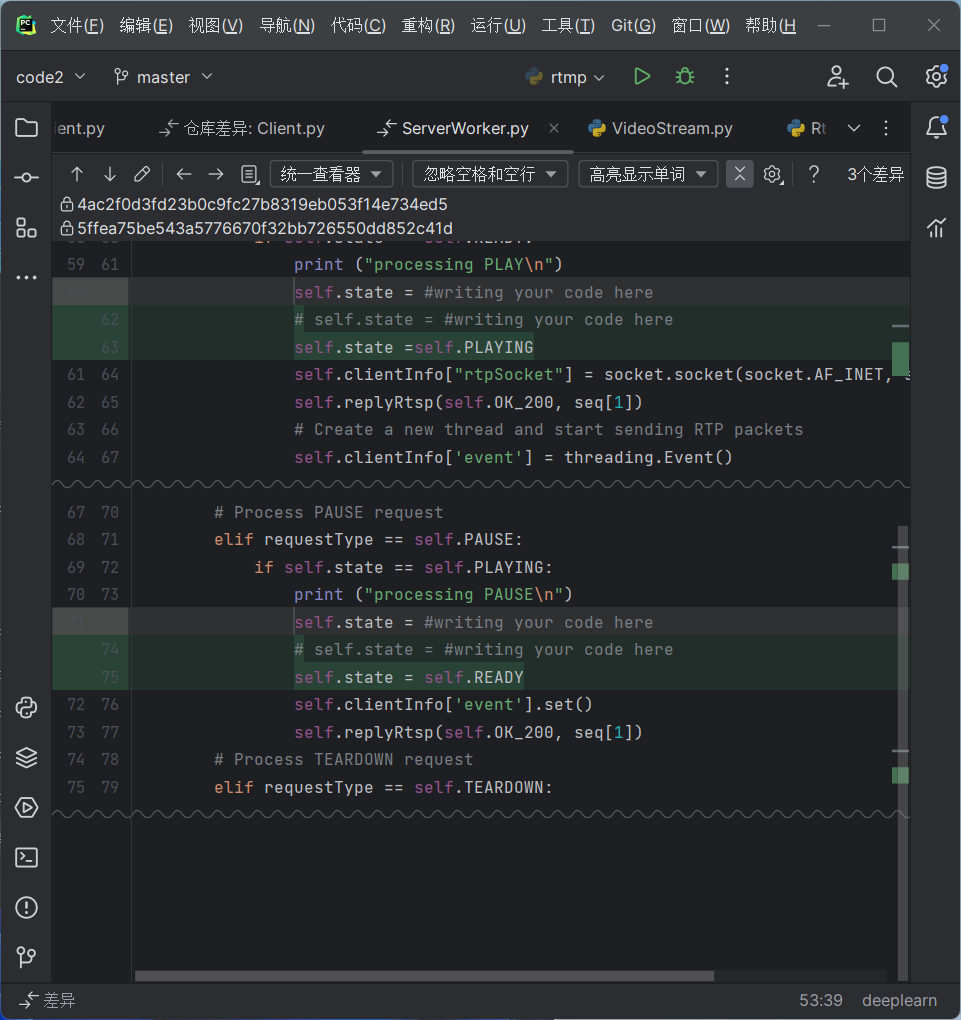 文件(F) 编辑(E) 视图(V) 导航(N) 代码(C) 重构(R) 运行(U) 工具(T) Git(G) 窗口(W) 帮助(H
code2 master rtmp
ient.py 仓库差异: Client.py ServerWorker.py VideoStream.py Rt
统一查看器 忽略空格和空行 高亮显示单词 ? 3个差异
4ac2f0d3fd23b0c9fc27b8319eb053f14e734ed5
5ffea75be543a5776670f32bb726550dd852c41d
59 61 print ("processing PLAY\n")
60 self.state = #writing your code here
62 # self.state = #writing your code here
63 self.state =self.PLAYING
61 64 self.clientInfo["rtpSocket"] = socket.socket(socket.AF_INET, s
62 65 self.replyRtsp(self.OK_200, seq[1])
63 66 # Create a new thread and start sending RTP packets
64 67 self.clientInfo['event'] = threading.Event()
67 70 # Process PAUSE request
68 71 elif requestType == self.PAUSE:
69 72 if self.state == self.PLAYING:
70 73 print ("processing PAUSE\n")
71 self.state = #writing your code here
74 # self.state = #writing your code here
75 self.state = self.READY
72 76 self.clientInfo['event'].set()
73 77 self.replyRtsp(self.OK_200, seq[1])
74 78 # Process TEARDOWN request
75 79 elif requestType == self.TEARDOWN:
差异 53:39 deeplearn